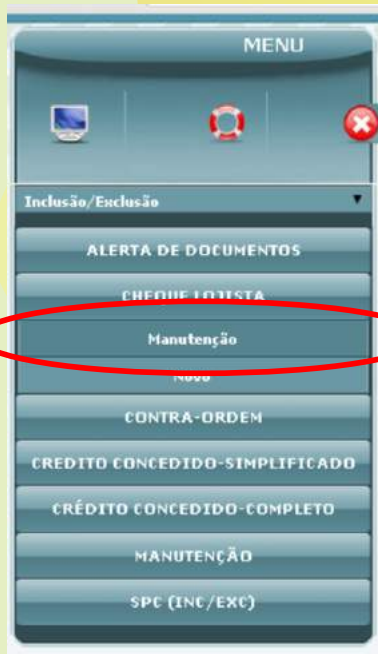 MENU
Inclusão/Exclusão
ALERTA DE DOCUMENTOS
CHEQUE LOJISTA
Manutenção
Novo
CONTRA-ORDEM
CREDITO CONCEDIDO-SIMPLIFICADO
CRÉDITO CONCEDIDO-COMPLETO
MANUTENÇÃO
SPC (INC/EXC)